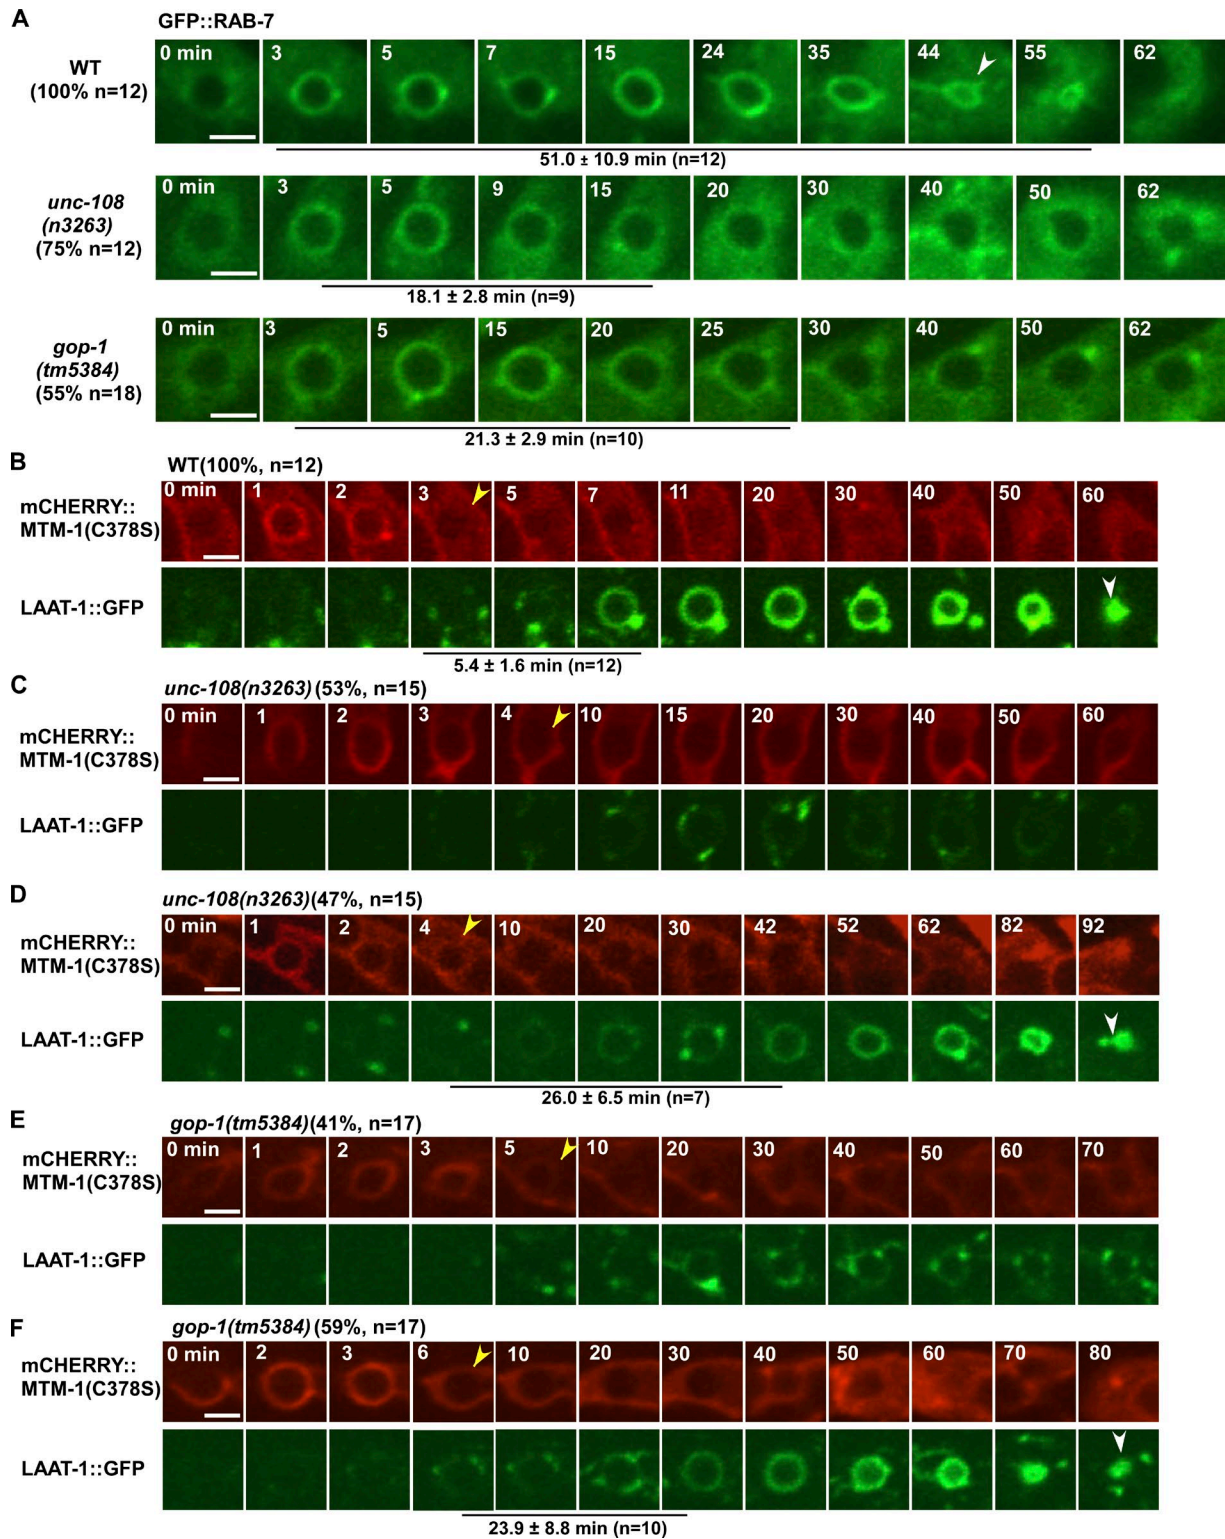 A
GFP::RAB-7
WT
(100% n=12)
0 min 3 5 7 15 24 35 44 55 62
51.0 ± 10.9 min (n=12)
unc-108
(n3263)
(75% n=12)
0 min 3 5 9 15 20 30 40 50 62
18.1 ± 2.8 min (n=9)
gop-1
(tm5384)
(55% n=18)
0 min 3 5 15 20 25 30 40 50 62
21.3 ± 2.9 min (n=10)
B
WT(100%, n=12)
mCHERRY::
MTM-1(C378S)
0 min 1 2 3 5 7 11 20 30 40 50 60
LAAT-1::GFP
5.4 ± 1.6 min (n=12)
C
unc-108(n3263)(53%, n=15)
mCHERRY::
MTM-1(C378S)
0 min 1 2 3 4 10 15 20 30 40 50 60
LAAT-1::GFP
D
unc-108(n3263)(47%, n=15)
mCHERRY::
MTM-1(C378S)
0 min 1 2 4 10 20 30 42 52 62 82 92
LAAT-1::GFP
26.0 ± 6.5 min (n=7)
E
gop-1(tm5384)(41%, n=17)
mCHERRY::
MTM-1(C378S)
0 min 1 2 3 5 10 20 30 40 50 60 70
LAAT-1::GFP
F
gop-1(tm5384)(59%, n=17)
mCHERRY::
MTM-1(C378S)
0 min 2 3 6 10 20 30 40 50 60 70 80
LAAT-1::GFP
23.9 ± 8.8 min (n=10)